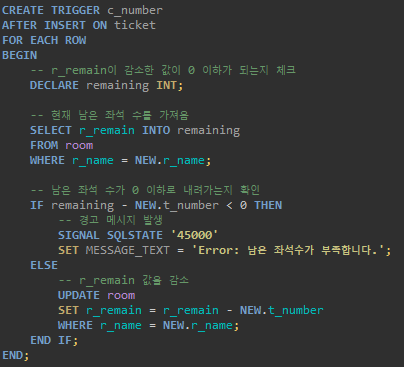 CREATE TRIGGER c_number
AFTER INSERT ON ticket
FOR EACH ROW
BEGIN
    -- r_remain이 감소한 값이 0 이하가 되는지 체크
    DECLARE remaining INT;

    -- 현재 남은 좌석 수를 가져옴
    SELECT r_remain INTO remaining
    FROM room
    WHERE r_name = NEW.r_name;

    -- 남은 좌석 수가 0 이하로 내려가는지 확인
    IF remaining - NEW.t_number < 0 THEN
        -- 경고 메시지 발생
        SIGNAL SQLSTATE '45000'
        SET MESSAGE_TEXT = 'Error: 남은 좌석수가 부족합니다.';
    ELSE
        -- r_remain 값을 감소
        UPDATE room
        SET r_remain = r_remain - NEW.t_number
        WHERE r_name = NEW.r_name;
    END IF;
END;